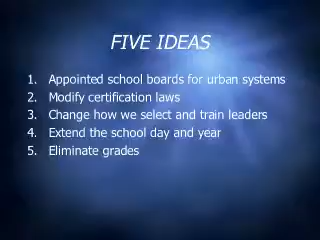 FIVE IDEAS
1. Appointed school boards for urban systems
2. Modify certification laws
3. Change how we select and train leaders
4. Extend the school day and year
5. Eliminate grades